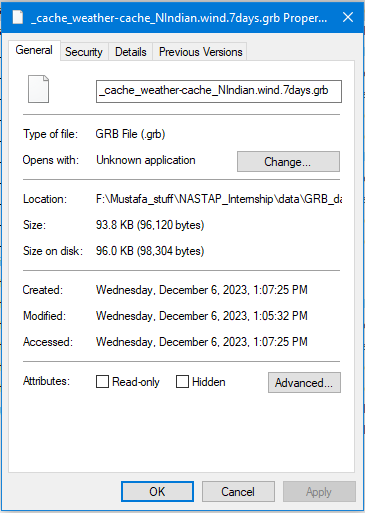 _cache_weather-cache_NIndian.wind.7days.grb Proper...
General Security Details Previous Versions
_cache_weather-cache_NIndian.wind.7days.grb
Type of file: GRB File (.grb)
Opens with: Unknown application Change...
Location: F:\Mustafa_stuff\NASTAP_Internship\data\GRB_da
Size: 93.8 KB (96,120 bytes)
Size on disk: 96.0 KB (98,304 bytes)
Created: Wednesday, December 6, 2023, 1:07:25 PM
Modified: Wednesday, December 6, 2023, 1:05:32 PM
Accessed: Wednesday, December 6, 2023, 1:07:25 PM
Attributes: Read-only Hidden Advanced...
OK Cancel Apply